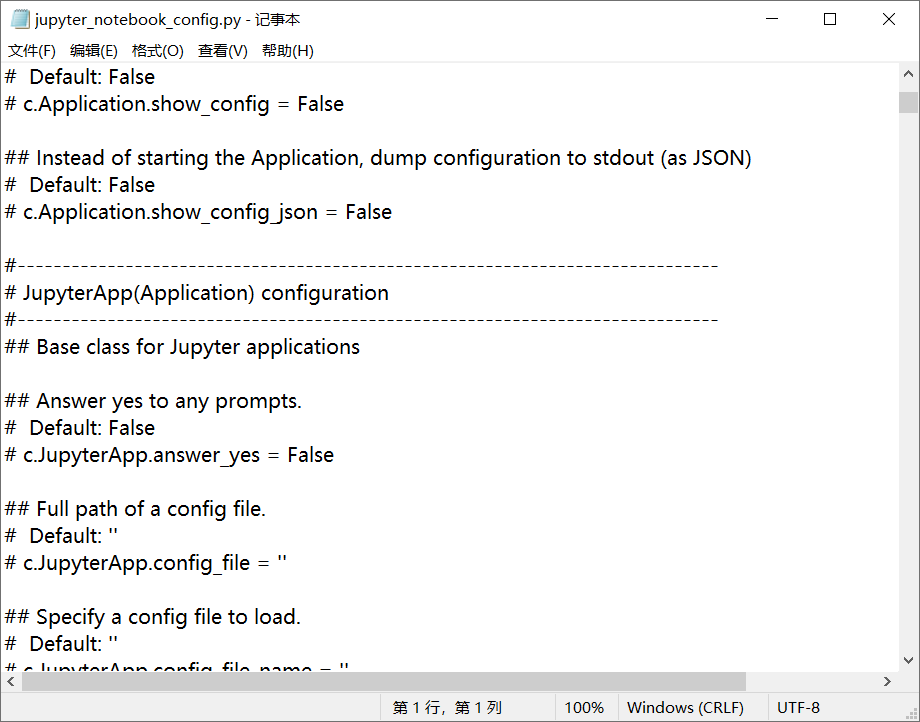 jupyter_notebook_config.py - 记事本
文件(F) 编辑(E) 格式(O) 查看(V) 帮助(H)
#  Default: False
# c.Application.show_config = False
## Instead of starting the Application, dump configuration to stdout (as JSON)
#  Default: False
# c.Application.show_config_json = False
#------------------------------------------------------------------------------
# JupyterApp(Application) configuration
#------------------------------------------------------------------------------
## Base class for Jupyter applications
## Answer yes to any prompts.
#  Default: False
# c.JupyterApp.answer_yes = False
## Full path of a config file.
#  Default: ''
# c.JupyterApp.config_file = ''
## Specify a config file to load.
#  Default: ''
# c.JupyterApp.config_file_name = ''
第 1 行，第 1 列 100% Windows (CRLF) UTF-8